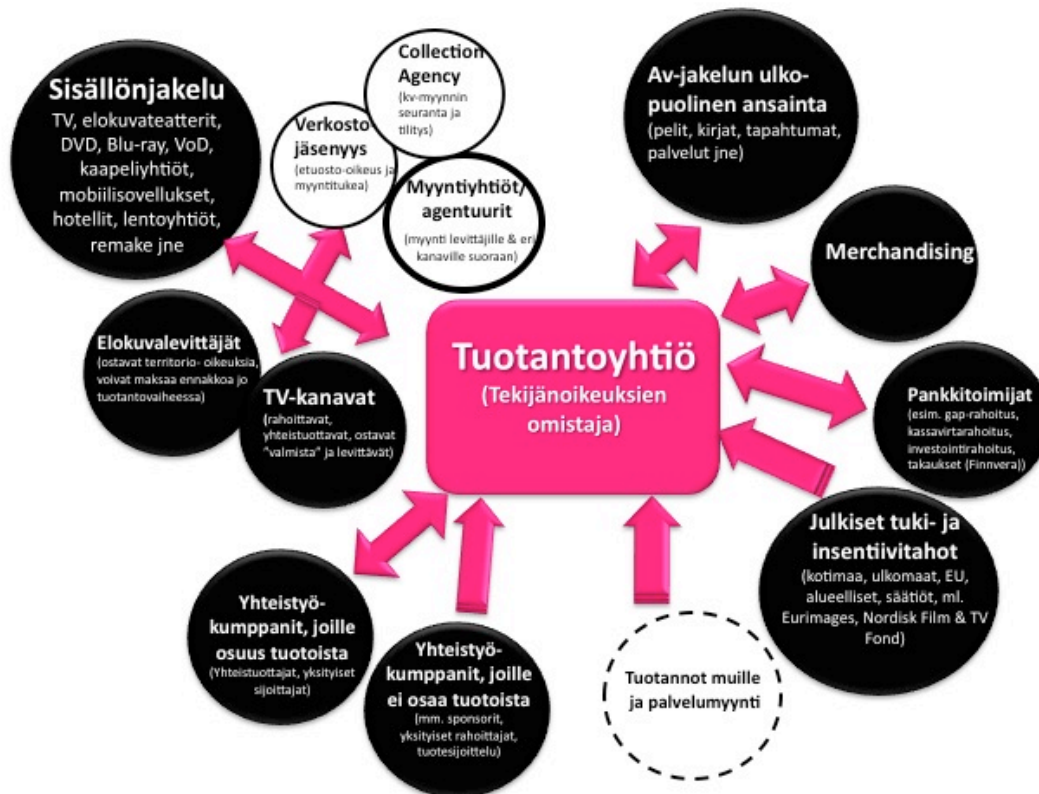 Sisällönjakelu
TV, elokuvateatterit,
DVD, Blu-ray, VoD,
kaapeliyhtiöt,
mobiilisovellukset,
hotellit, lentoyhtiöt,
remake jne
Collection
Agency
(kv-myynnin
seuranta ja
tilitys)
Verkosto-
jäsenyys
(etuosto-oikeus ja
myyntitukea)
Myyntiyhtiöt/
agentuurit
(myynti levittäjille & eri
kanaville suoraan)
Av-jakelun ulko-
puolinen ansainta
(pelit, kirjat, tapahtumat,
palvelut jne)
Merchandising
Elokuvalevittäjät
(ostavat territorio- oikeuksia,
voivat maksaa ennakkoa jo
tuotantovaiheessa)
TV-kanavat
(rahoittavat,
yhteistuottavat, ostavat
”valmista” ja levittävät)
Tuotantoyhtiö
(Tekijänoikeuksien
omistaja)
Pankkitoimijat
(esim. gap-rahoitus,
kassavirtarahoitus,
investointirahoitus,
takaukset (Finnvera))
Julkiset tuki- ja
insentiivitahot
(kotimaa, ulkomaat, EU,
alueelliset, säätiöt, ml.
Eurimages, Nordisk Film & TV
Fond)
Yhteistyö-
kumppanit, joille
osuus tuotoista
(Yhteistuottajat, yksityiset
sijoittajat)
Yhteistyö-
kumppanit, joille
ei osaa tuotoista
(mm. sponsorit,
yksityiset rahoittajat,
tuotesijoittelu)
Tuotannot muille
ja palvelumyynti